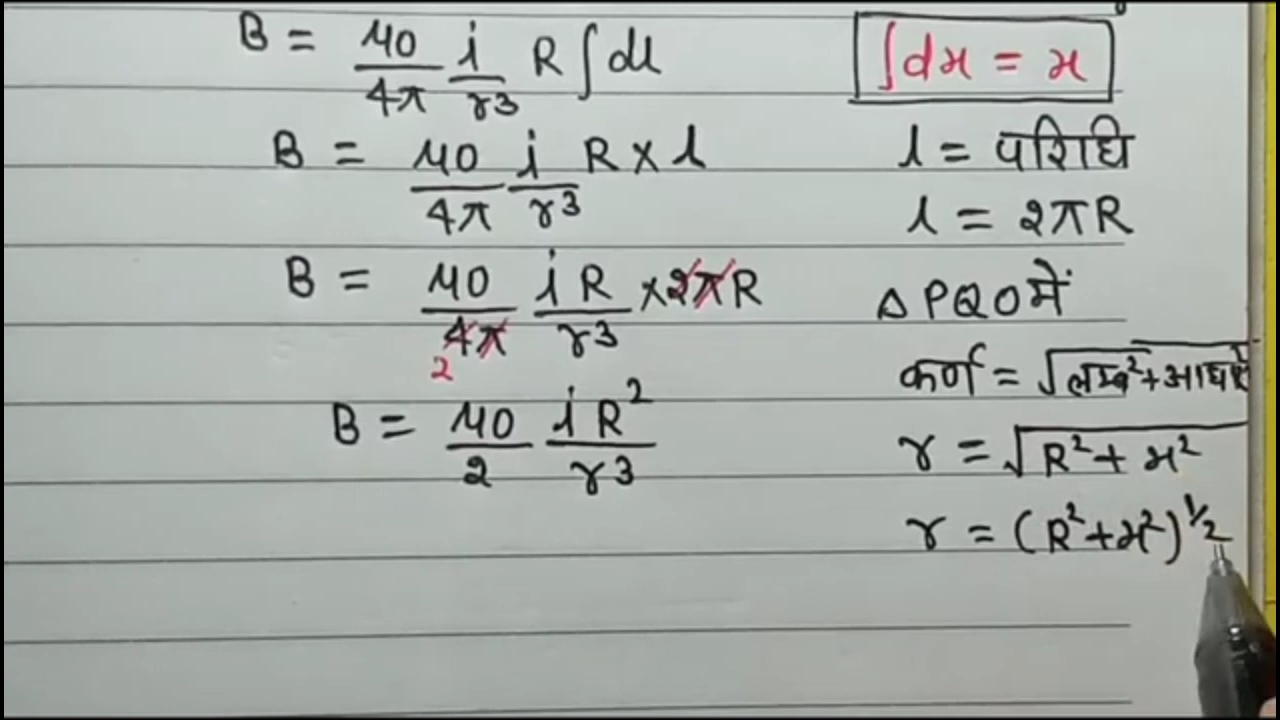 B = μ0/4π i/r3 R ∫dl
B = μ0/4π i/r3 R × l
B = μ0/4π iR/r3 × 2πR
2
B = μ0/2 iR²/r3
∫dx = x
l = परिधि
l = 2πR
△PQO में
कर्ण = √लम्ब²+आधार²
r = √R²+x²
r = (R²+x²)^1/2